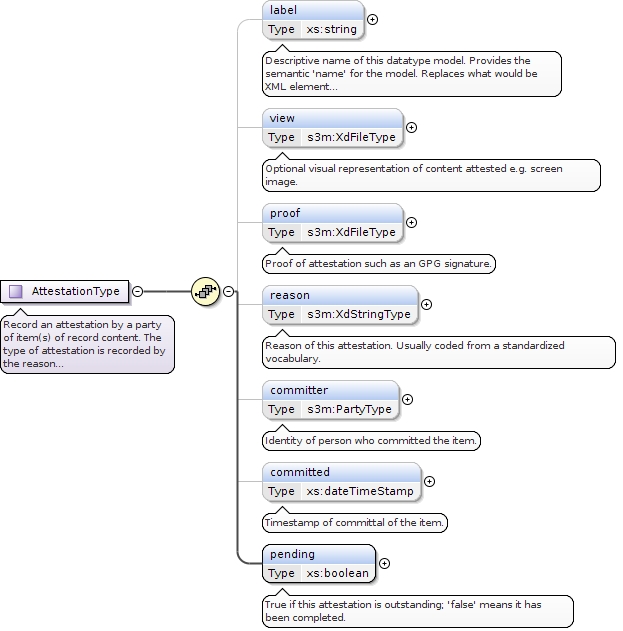 label
Type xs:string
Descriptive name of this datatype model. Provides the
semantic 'name' for the model. Replaces what would be
XML element...
view
Type s3m:XdFileType
Optional visual representation of content attested e.g. screen
image.
proof
Type s3m:XdFileType
Proof of attestation such as an GPG signature.
AttestationType
Record an attestation by a party
of item(s) of record content. The
type of attestation is recorded by
the reason...
reason
Type s3m:XdStringType
Reason of this attestation. Usually coded from a standardized
vocabulary.
committer
Type s3m:PartyType
Identity of person who committed the item.
committed
Type xs:dateTimeStamp
Timestamp of committal of the item.
pending
Type xs:boolean
True if this attestation is outstanding; 'false' means it has
been completed.